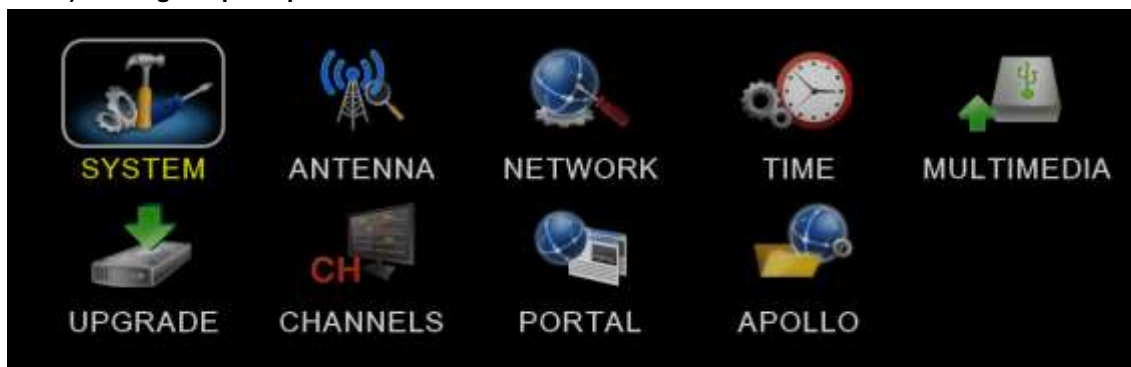 SYSTEM ANTENNA NETWORK TIME MULTIMEDIA
CH
UPGRADE CHANNELS PORTAL APOLLO